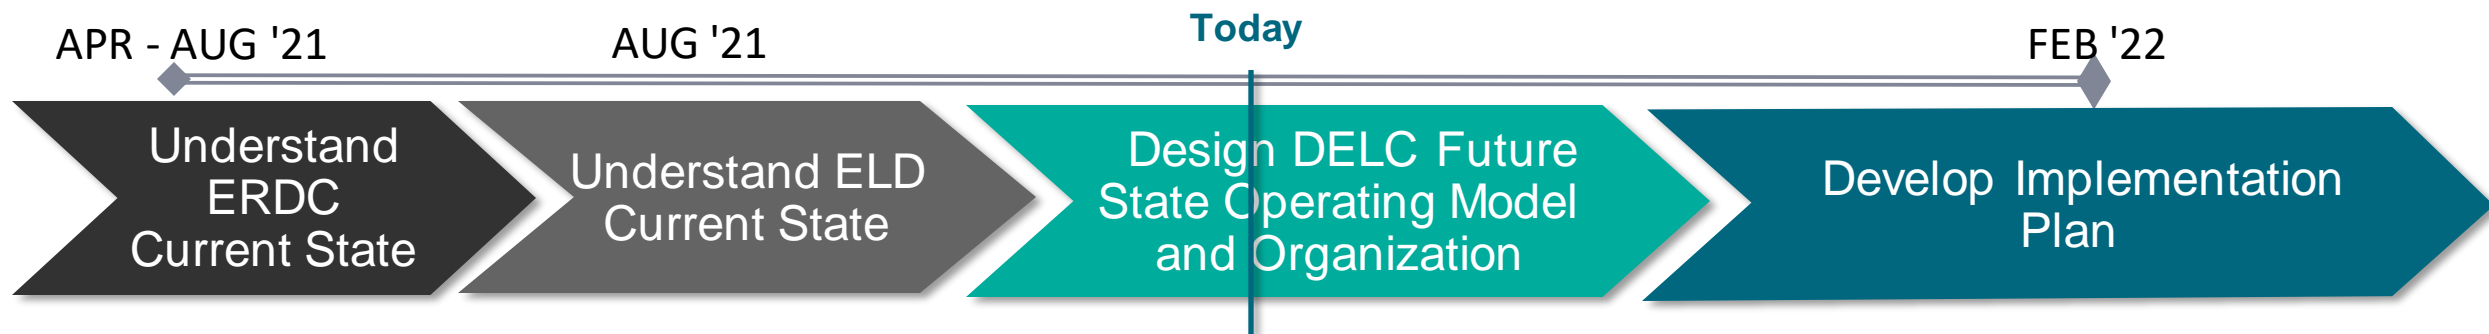 APR - AUG '21
AUG '21
Today
FEB '22
Understand
ERDC
Current State
Understand ELD
Current State
Design DELC Future
State Operating Model
and Organization
Develop Implementation
Plan